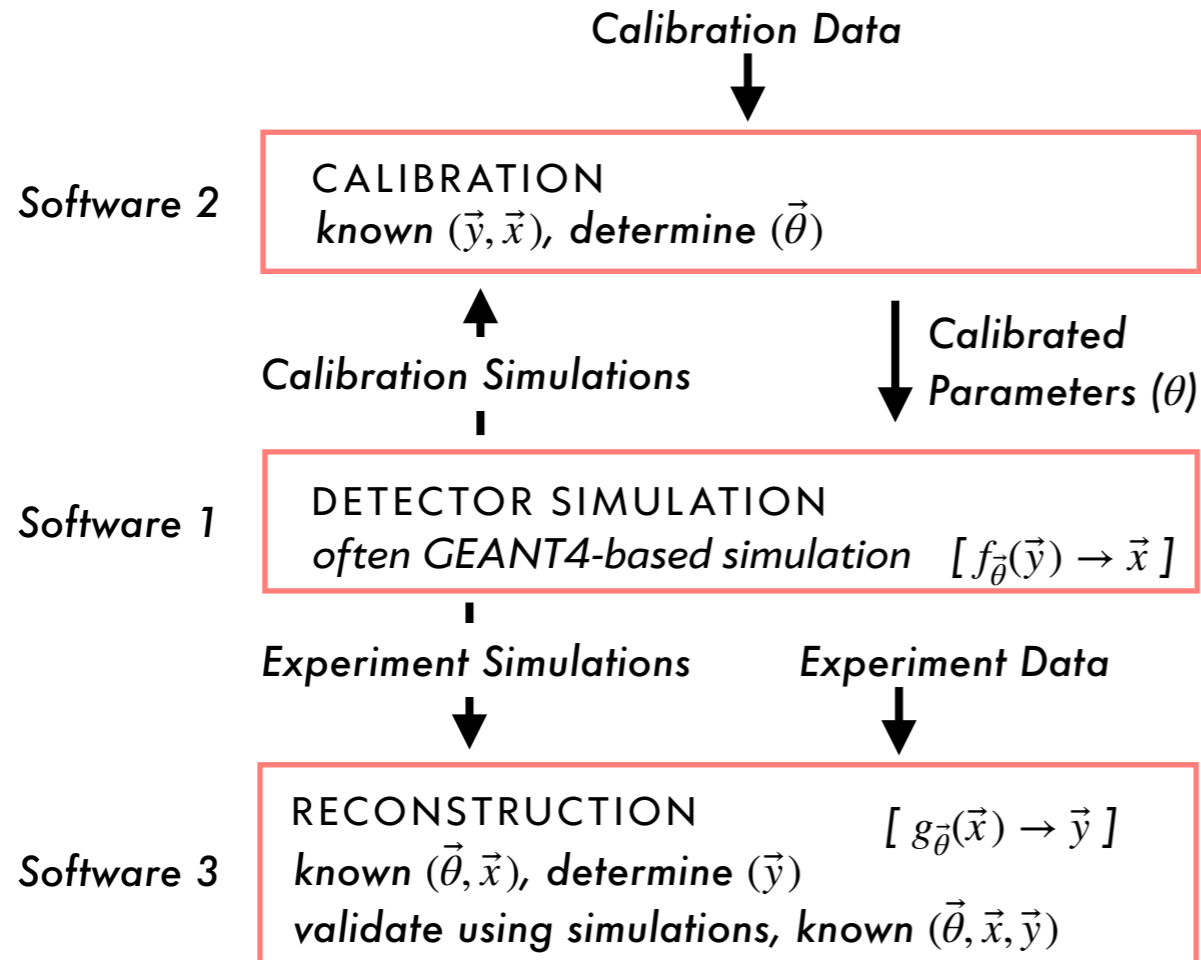 Calibration Data
Software 2
CALIBRATION
known (y⃗, x⃗), determine (θ⃗)
Calibration Simulations
Calibrated
Parameters (θ)
Software 1
DETECTOR SIMULATION
often GEANT4-based simulation [ f_θ⃗(y⃗) → x⃗ ]
Experiment Simulations
Experiment Data
Software 3
RECONSTRUCTION [ g_θ⃗(x⃗) → y⃗ ]
known (θ⃗, x⃗), determine (y⃗)
validate using simulations, known (θ⃗, x⃗, y⃗)